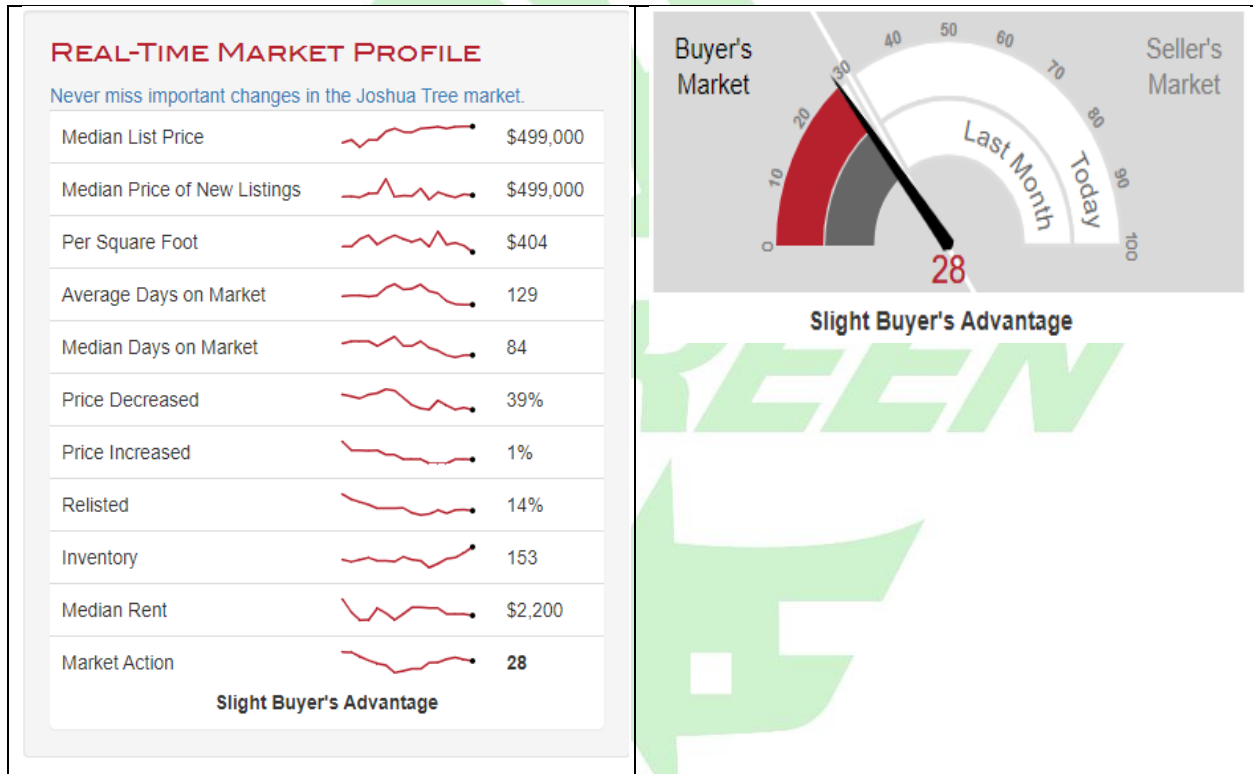 REAL-TIME MARKET PROFILE
Never miss important changes in the Joshua Tree market.
Median List Price $499,000
Median Price of New Listings $499,000
Per Square Foot $404
Average Days on Market 129
Median Days on Market 84
Price Decreased 39%
Price Increased 1%
Relisted 14%
Inventory 153
Median Rent $2,200
Market Action 28
Slight Buyer's Advantage
Buyer's
Market
Seller's
Market
0
10
20
30
40
50
60
70
80
90
100
Last Month
Today
28
Slight Buyer's Advantage